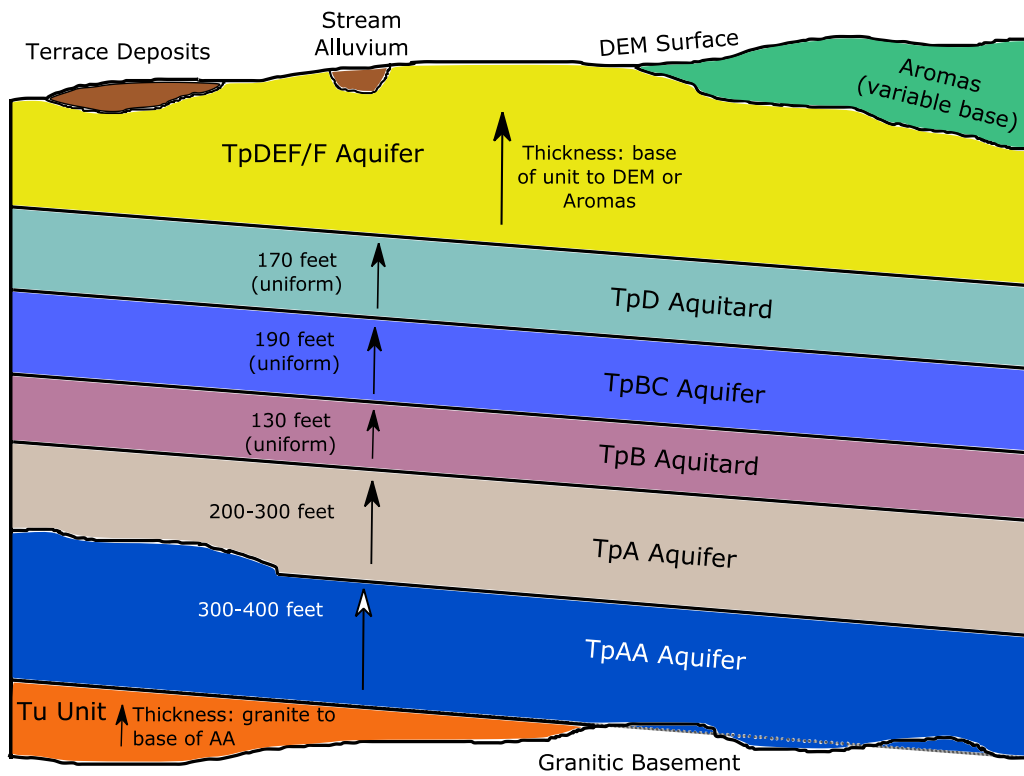 Terrace Deposits
Stream
Alluvium
DEM Surface
Aromas
(variable base)
TpDEF/F Aquifer
Thickness: base
of unit to DEM or
Aromas
170 feet
(uniform)
TpD Aquitard
190 feet
(uniform)
TpBC Aquifer
130 feet
(uniform)
TpB Aquitard
200-300 feet
TpA Aquifer
300-400 feet
TpAA Aquifer
Tu Unit
Thickness: granite to
base of AA
Granitic Basement